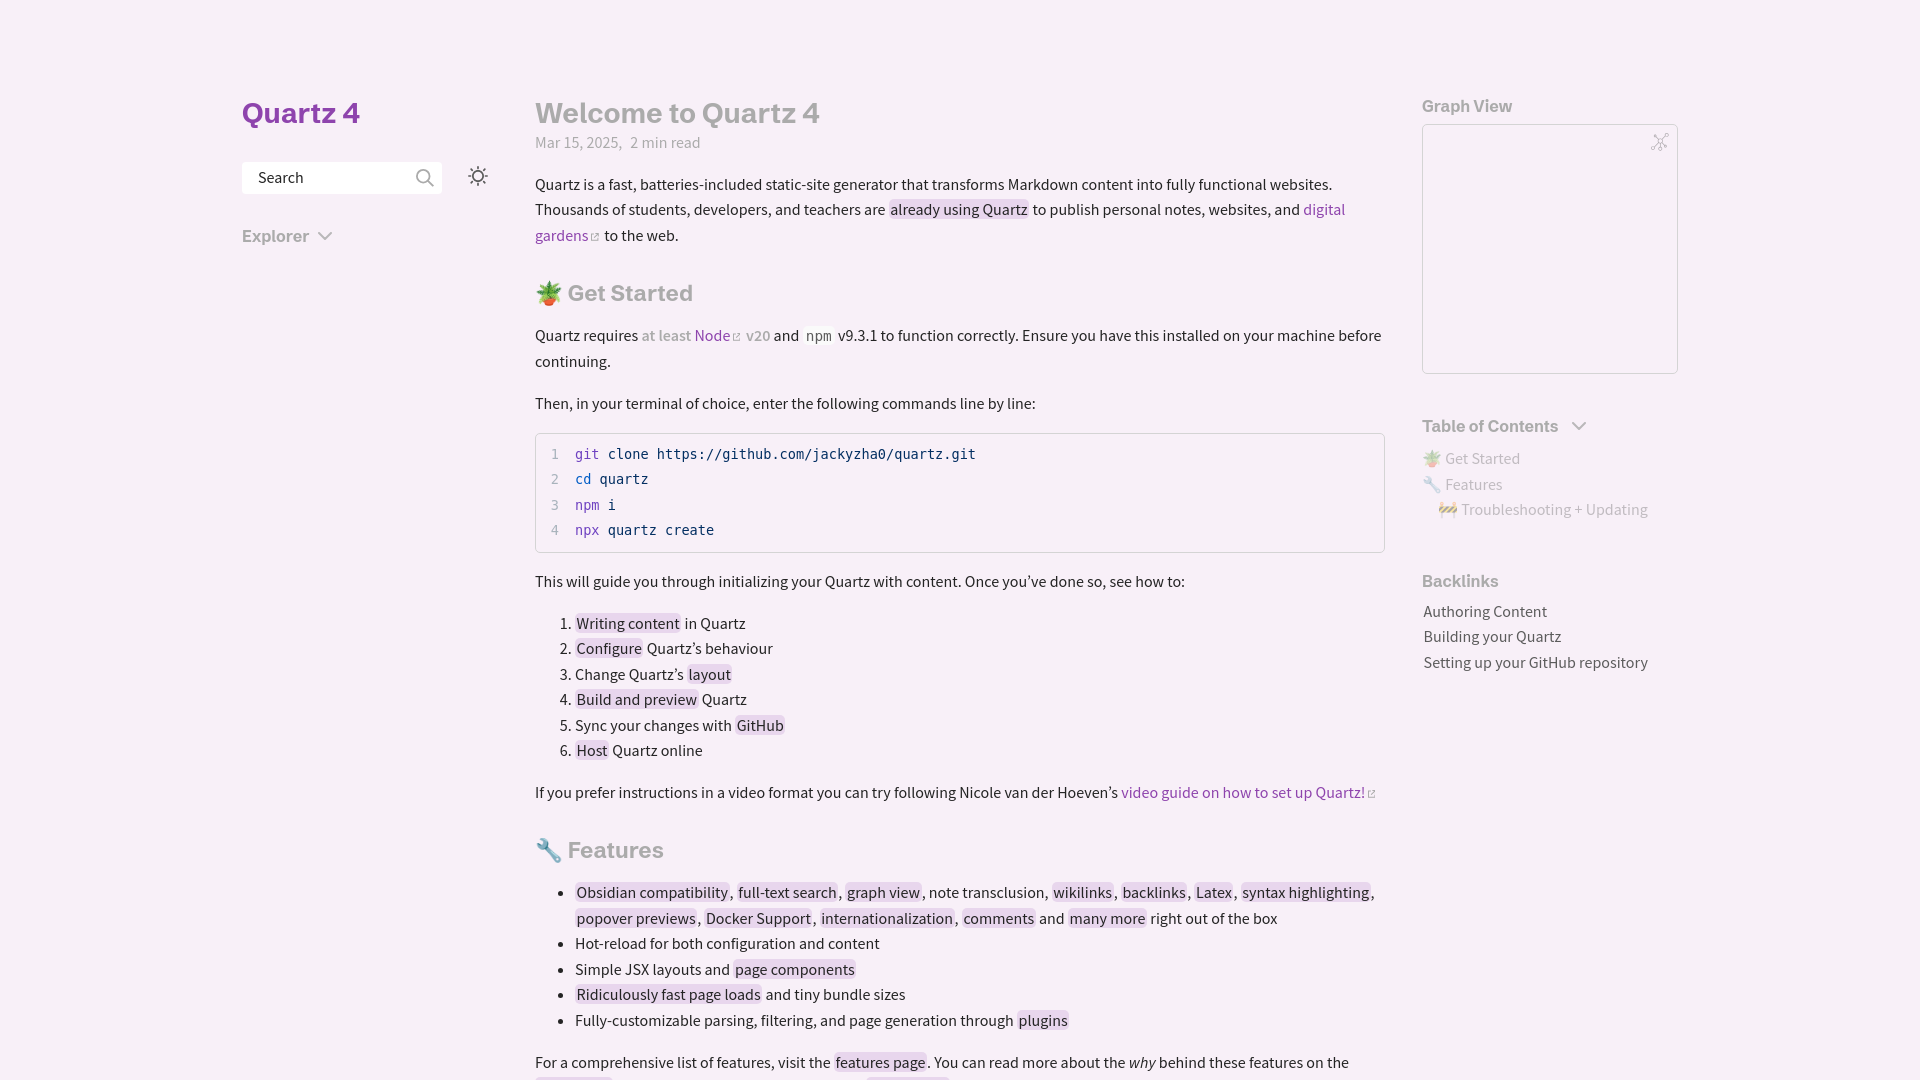 Quartz 4
Search
Explorer
Welcome to Quartz 4
Mar 15, 2025, 2 min read
Quartz is a fast, batteries-included static-site generator that transforms Markdown content into fully functional websites.
Thousands of students, developers, and teachers are already using Quartz to publish personal notes, websites, and digital
gardens to the web.
🪴 Get Started
Quartz requires at least Node v20 and npm v9.3.1 to function correctly. Ensure you have this installed on your machine before
continuing.
Then, in your terminal of choice, enter the following commands line by line:
1 git clone https://github.com/jackyzha0/quartz.git
2 cd quartz
3 npm i
4 npx quartz create
This will guide you through initializing your Quartz with content. Once you’ve done so, see how to:
1. Writing content in Quartz
2. Configure Quartz’s behaviour
3. Change Quartz’s layout
4. Build and preview Quartz
5. Sync your changes with GitHub
6. Host Quartz online
If you prefer instructions in a video format you can try following Nicole van der Hoeven’s video guide on how to set up Quartz!
🔧 Features
• Obsidian compatibility, full-text search, graph view, note transclusion, wikilinks, backlinks, Latex, syntax highlighting,
popover previews, Docker Support, internationalization, comments and many more right out of the box
• Hot-reload for both configuration and content
• Simple JSX layouts and page components
• Ridiculously fast page loads and tiny bundle sizes
• Fully-customizable parsing, filtering, and page generation through plugins
For a comprehensive list of features, visit the features page. You can read more about the why behind these features on the
Graph View
Table of Contents
🪴 Get Started
🔧 Features
🚧 Troubleshooting + Updating
Backlinks
Authoring Content
Building your Quartz
Setting up your GitHub repository